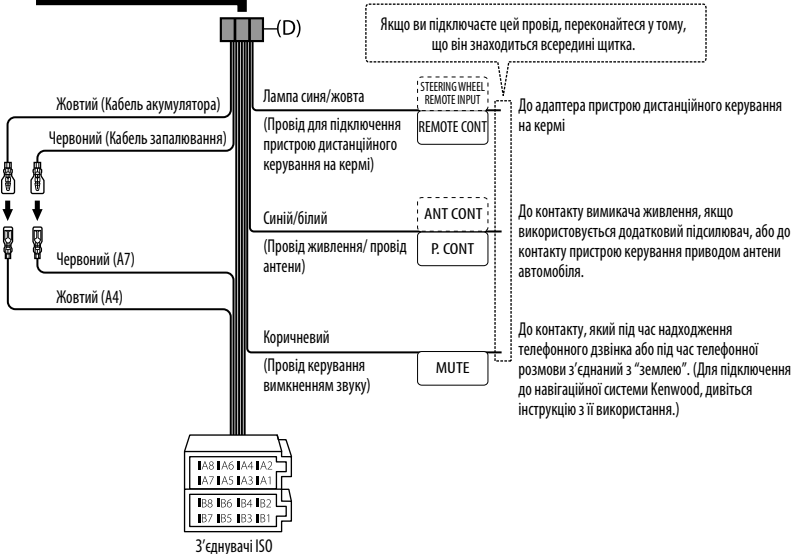 (D)
Якщо ви підключаєте цей провід, переконайтеся у тому,
що він знаходиться всередині щитка.
Жовтий (Кабель акумулятора)
Червоний (Кабель запалювання)
Червоний (A7)
Жовтий (A4)
Лампа синя/жовта
(Провід для підключення
пристрою дистанційного
керування на кермі)
STEERING WHEEL
REMOTE INPUT
REMOTE CONT
До адаптера пристрою дистанційного керування
на кермі
Синій/білий
(Провід живлення/ провід
антени)
ANT CONT
P. CONT
До контакту вимикача живлення, якщо
використовується додатковий підсилювач, або до
контакту пристрою керування приводом антени
автомобіля.
Коричневий
(Провід керування
вимкненням звуку)
MUTE
До контакту, який під час надходження
телефонного дзвінка або під час телефонної
розмови з’єднаний з “землею”. (Для підключення
до навігаційної системи Kenwood, дивіться
інструкцію з її використання.)
A8 A6 A4 A2
A7 A5 A3 A1
B8 B6 B4 B2
B7 B5 B3 B1
З’єднувачі ISO